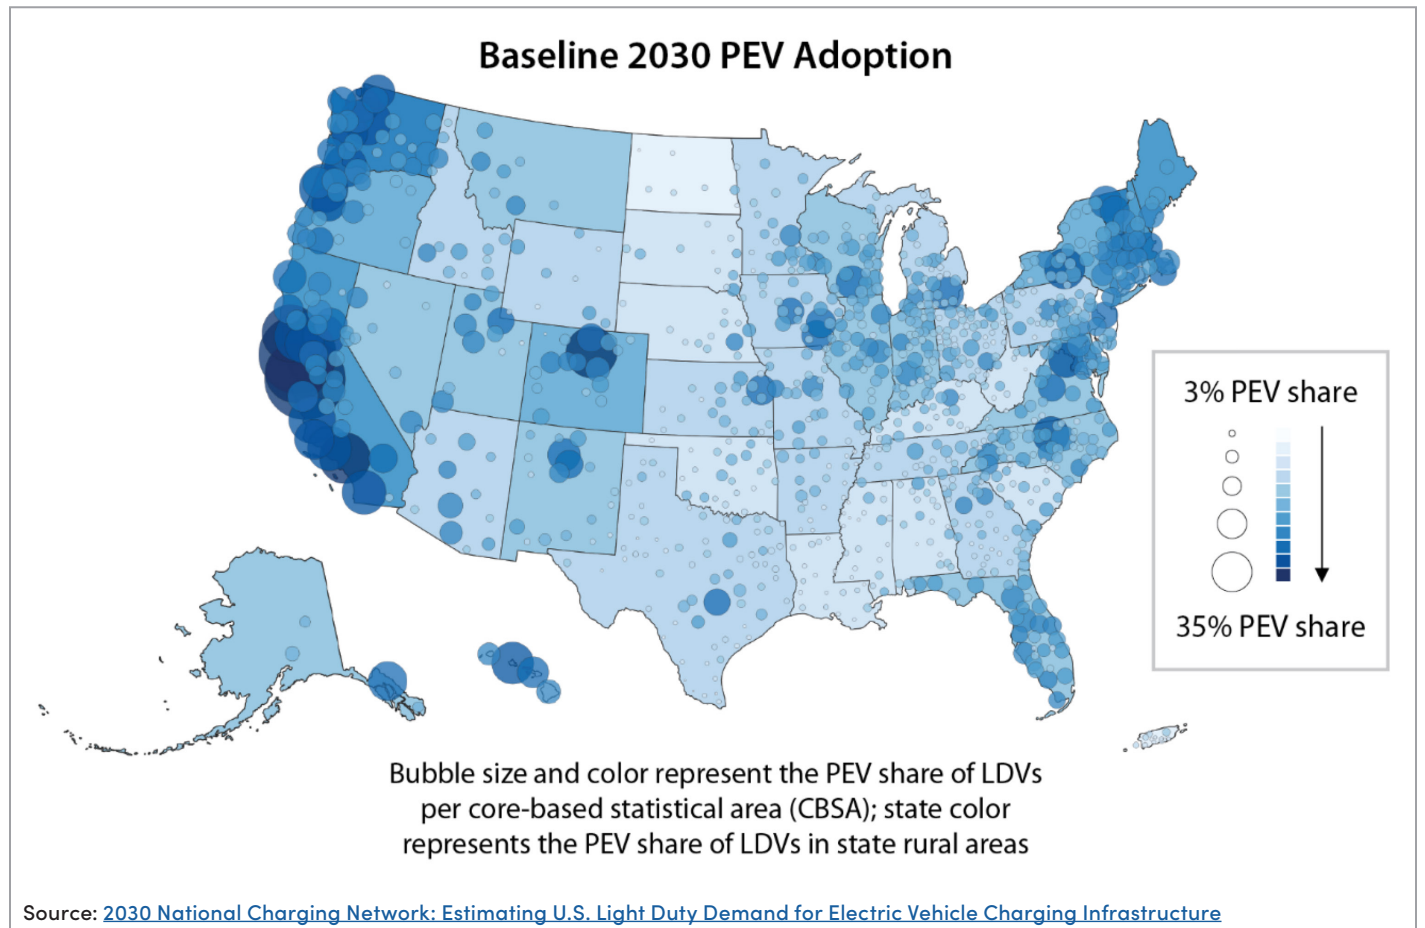 Baseline 2030 PEV Adoption
3% PEV share
35% PEV share
Bubble size and color represent the PEV share of LDVs
per core-based statistical area (CBSA); state color
represents the PEV share of LDVs in state rural areas
Source: 2030 National Charging Network: Estimating U.S. Light Duty Demand for Electric Vehicle Charging Infrastructure